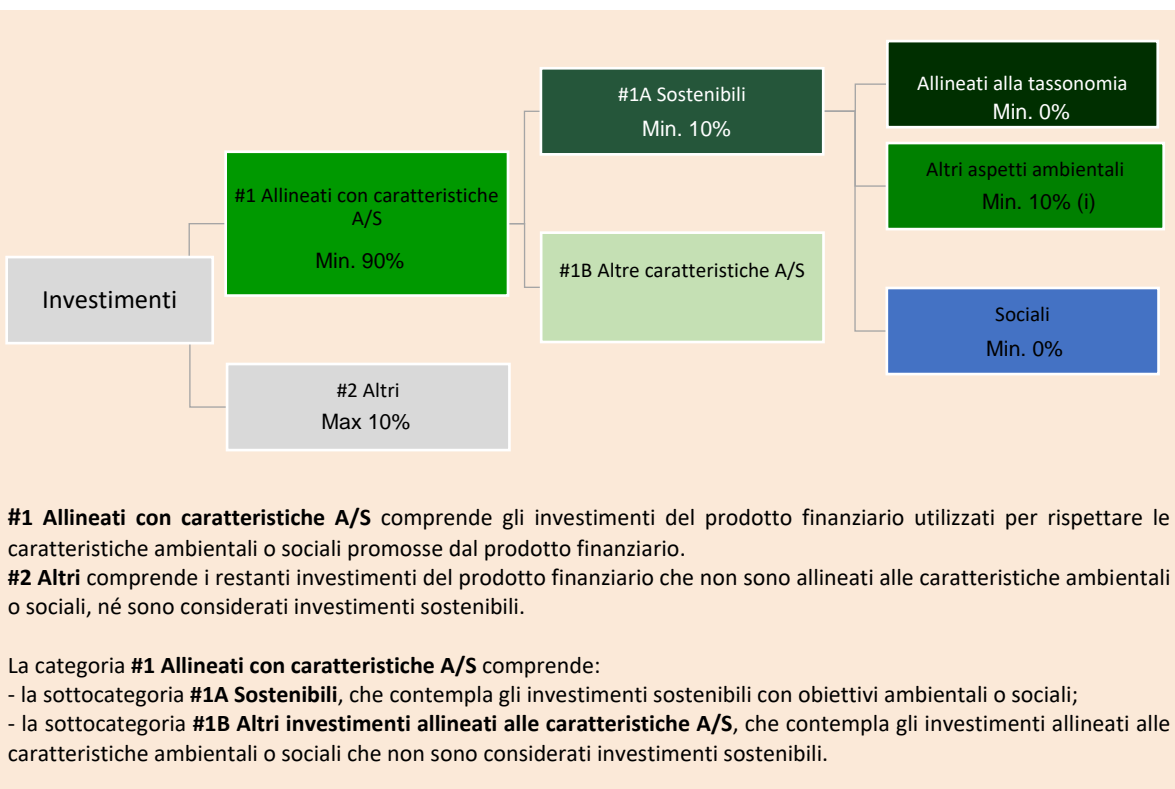 Investimenti
#1 Allineati con caratteristiche
A/S
Min. 90%
#2 Altri
Max 10%
#1A Sostenibili
Min. 10%
#1B Altre caratteristiche A/S
Allineati alla tassonomia
Min. 0%
Altri aspetti ambientali
Min. 10% (i)
Sociali
Min. 0%
#1 Allineati con caratteristiche A/S comprende gli investimenti del prodotto finanziario utilizzati per rispettare le
caratteristiche ambientali o sociali promosse dal prodotto finanziario.
#2 Altri comprende i restanti investimenti del prodotto finanziario che non sono allineati alle caratteristiche ambientali
o sociali, né sono considerati investimenti sostenibili.
La categoria #1 Allineati con caratteristiche A/S comprende:
- la sottocategoria #1A Sostenibili, che contempla gli investimenti sostenibili con obiettivi ambientali o sociali;
- la sottocategoria #1B Altri investimenti allineati alle caratteristiche A/S, che contempla gli investimenti allineati alle
caratteristiche ambientali o sociali che non sono considerati investimenti sostenibili.